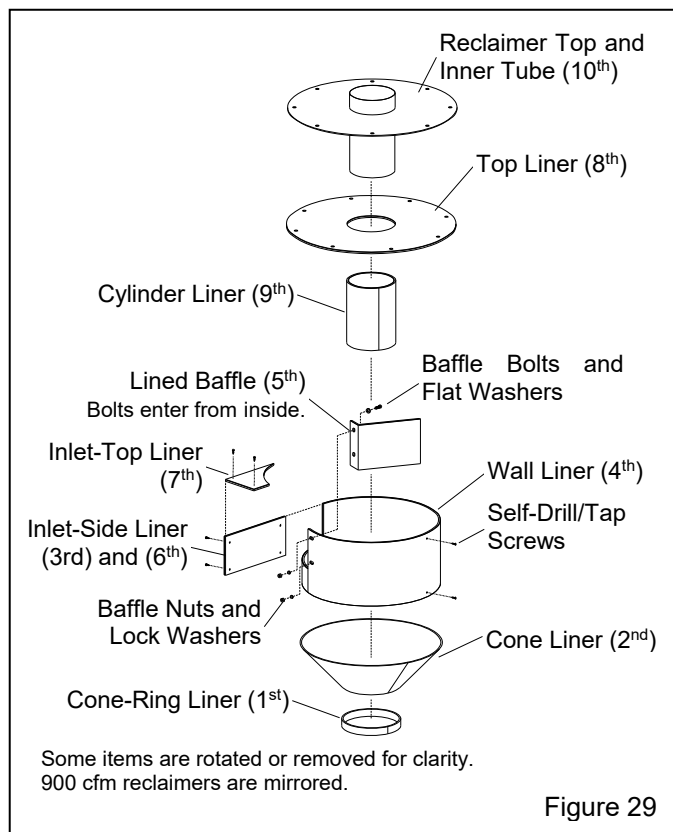 Reclaimer Top and
Inner Tube (10th)
Top Liner (8th)
Cylinder Liner (9th)
Baffle Bolts and
Flat Washers
Lined Baffle (5th)
Bolts enter from inside.
Inlet-Top Liner
(7th)
Wall Liner (4th)
Self-Drill/Tap
Screws
Inlet-Side Liner
(3rd) and (6th)
Baffle Nuts and
Lock Washers
Cone Liner (2nd)
Cone-Ring Liner (1st)
Some items are rotated or removed for clarity.
900 cfm reclaimers are mirrored.
Figure 29